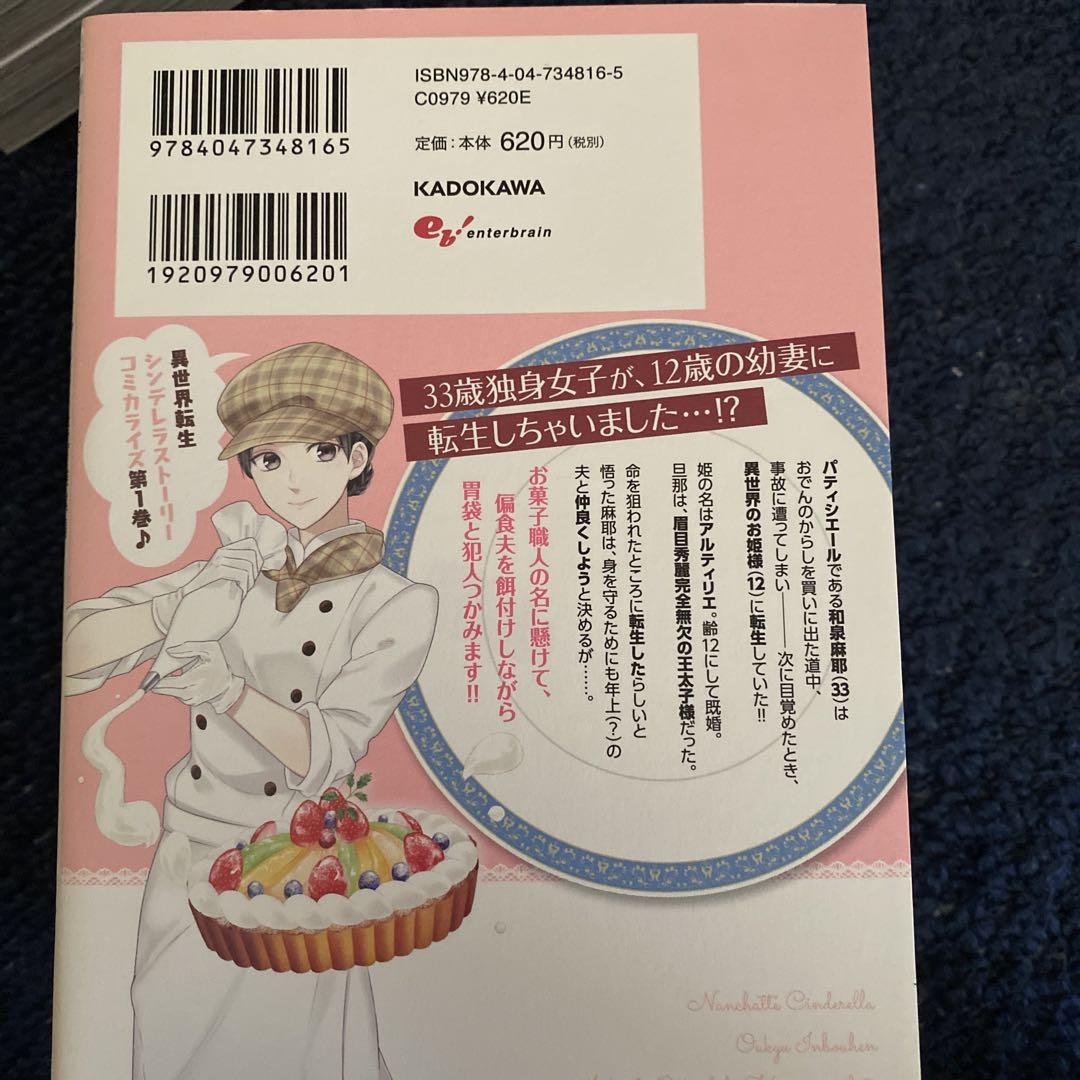 ISBN978-4-04-734816-5
C0979 ¥620E
9784047348165
定価：本体 620円（税別）
KADOKAWA
eb! enterbrain
1920979006201
異世界転生
シンデレラストーリー
コミカライズ第1巻♪
33歳独身女子が、12歳の幼妻に
転生しちゃいました…!?
パティシエールである和泉麻耶（33）は
おでんのからしを買いに出た道中、
事故に遭ってしまい――次に目覚めたとき、
異世界のお姫様（12）に転生していた!!
姫の名はアルティリエ。齢12にして既婚。
旦那は、眉目秀麗完全無欠の王太子様だった。
命を狙われたところに転生したらしいと
悟った麻耶は、身を守るためにも年上（？）の
夫と仲良くしようと決めるが……。
お菓子職人の名に懸けて、
偏食夫を餌付けしながら
胃袋と犯人つかみます!!
Nanchatte Cinderella
Oukyu Inbouhen